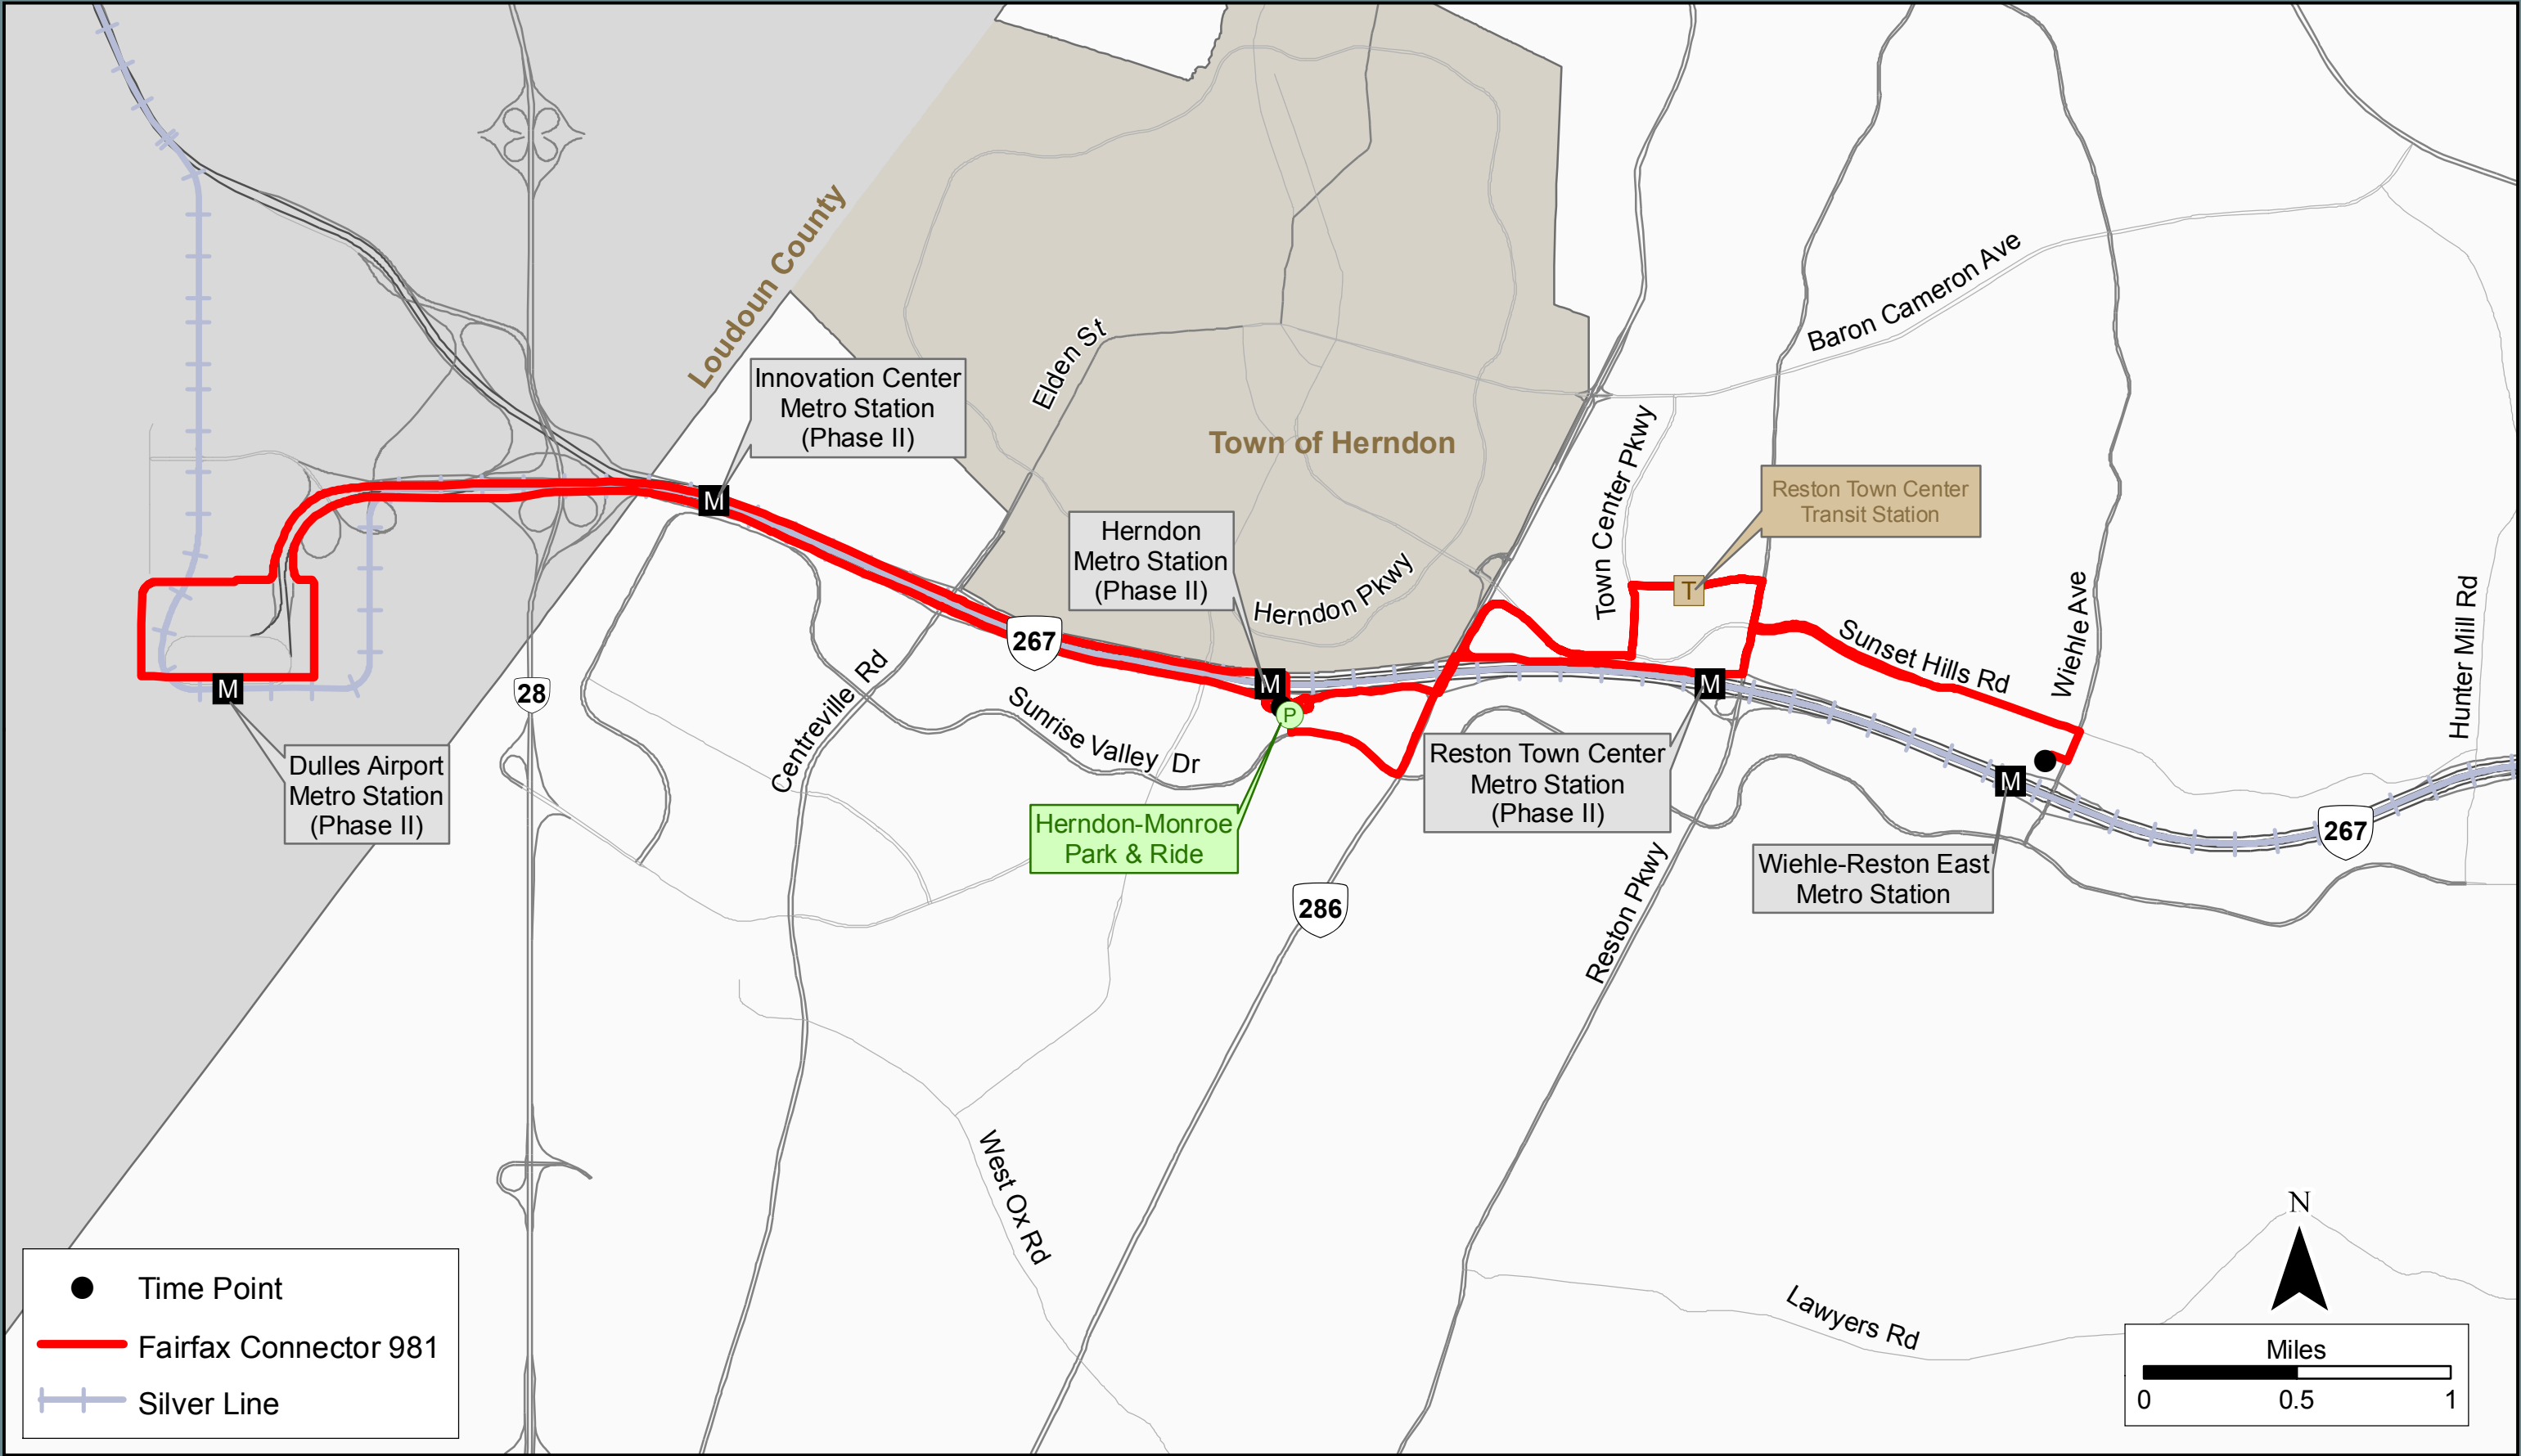 Loudoun County
Innovation Center
Metro Station
(Phase II)
Elden St
Town of Herndon
Baron Cameron Ave
Town Center Pkwy
Reston Town Center
Transit Station
T
M
Herndon
Metro Station
(Phase II)
Herndon Pkwy
267
M
P
M
Sunset Hills Rd
Wiehle Ave
Hunter Mill Rd
M
28
Centreville Rd
Sunrise Valley Dr
Dulles Airport
Metro Station
(Phase II)
Reston Town Center
Metro Station
(Phase II)
M
Herndon-Monroe
Park & Ride
267
Wiehle-Reston East
Metro Station
286
Reston Pkwy
West Ox Rd
Lawyers Rd
N
Time Point
Fairfax Connector 981
Silver Line
Miles
0 0.5 1